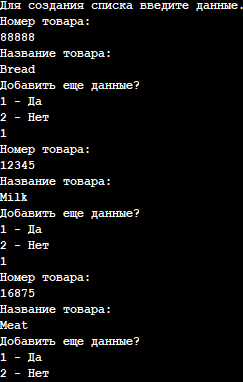 Для создания списка введите данные.
Номер товара:
88888
Название товара:
Bread
Добавить еще данные?
1 - Да
2 - Нет
1
Номер товара:
12345
Название товара:
Milk
Добавить еще данные?
1 - Да
2 - Нет
1
Номер товара:
16875
Название товара:
Meat
Добавить еще данные?
1 - Да
2 - Нет